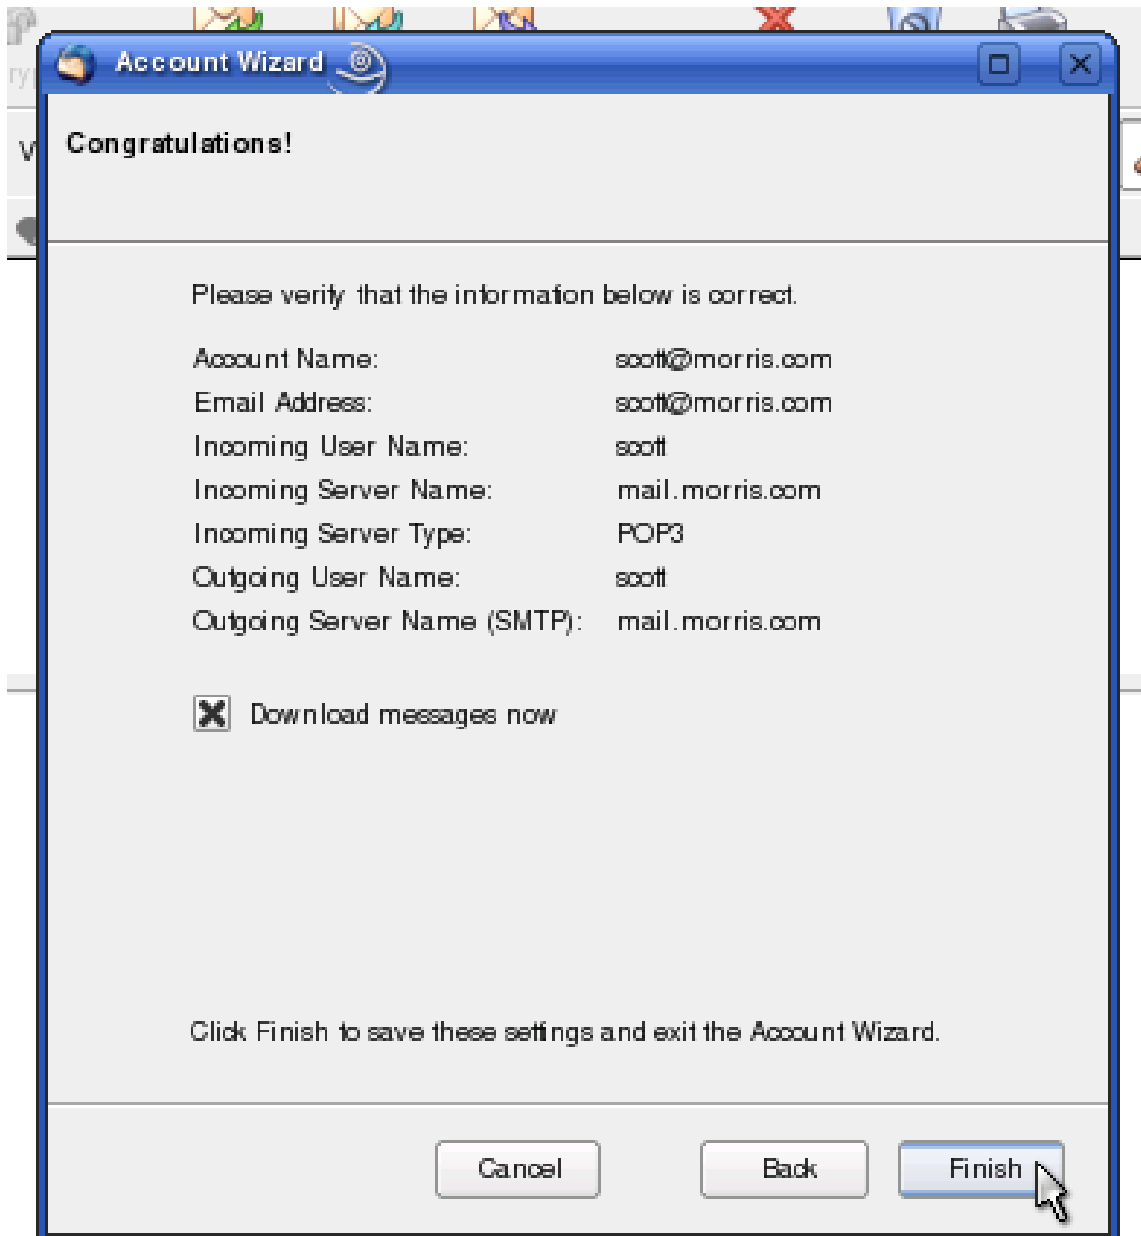 Account Wizard
Congratulations!
Please verify that the information below is correct.
Account Name: scott@morris.com
Email Address: scott@morris.com
Incoming User Name: scott
Incoming Server Name: mail.morris.com
Incoming Server Type: POP3
Outgoing User Name: scott
Outgoing Server Name (SMTP): mail.morris.com
Download messages now
Click Finish to save these settings and exit the Account Wizard.
Cancel Back Finish